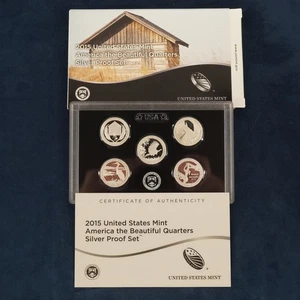 2015 United States Mint
America the Beautiful Quarters
Silver Proof Set
UNITED STATES MINT
USA
CERTIFICATE OF AUTHENTICITY
2015 United States Mint
America the Beautiful Quarters
Silver Proof Set
UNITED STATES MINT